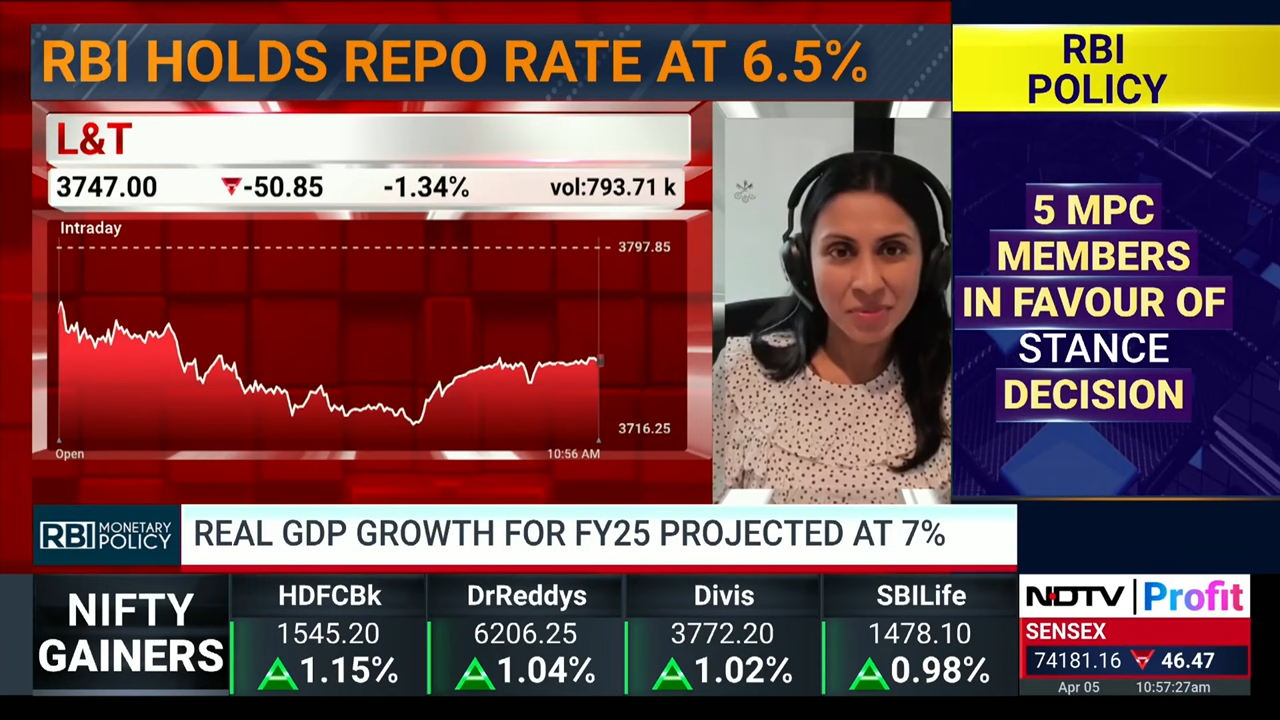 RBI HOLDS REPO RATE AT 6.5%
L&T
3747.00 -50.85 -1.34% vol:793.71 k
Intraday
3797.85
3716.25
Open 10:56 AM
RBI
POLICY
5 MPC
MEMBERS
IN FAVOUR OF
STANCE
DECISION
RBI MONETARY
POLICY
REAL GDP GROWTH FOR FY25 PROJECTED AT 7%
NIFTY
GAINERS
HDFCBk
1545.20
1.15%
DrReddys
6206.25
1.04%
Divis
3772.20
1.02%
SBILife
1478.10
0.98%
NDTV Profit
SENSEX
74181.16 46.47
Apr 05 10:57:27am